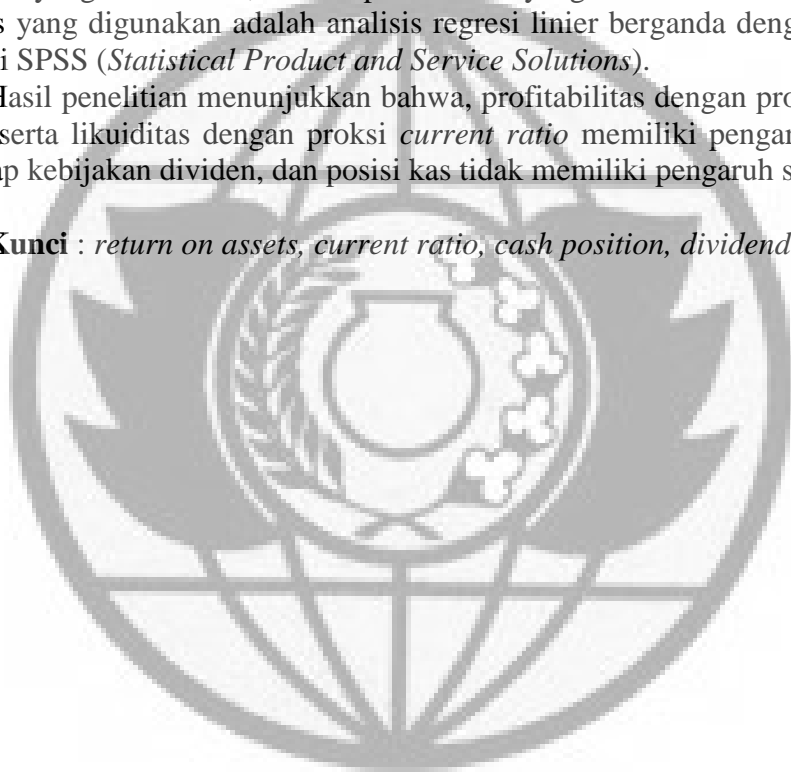 s yang digunakan adalah analisis regresi linier berganda deng
i SPSS (Statistical Product and Service Solutions).
Hasil penelitian menunjukkan bahwa, profitabilitas dengan pro
serta likuiditas dengan proksi current ratio memiliki pengar
ap kebijakan dividen, dan posisi kas tidak memiliki pengaruh s
Kunci : return on assets, current ratio, cash position, dividend